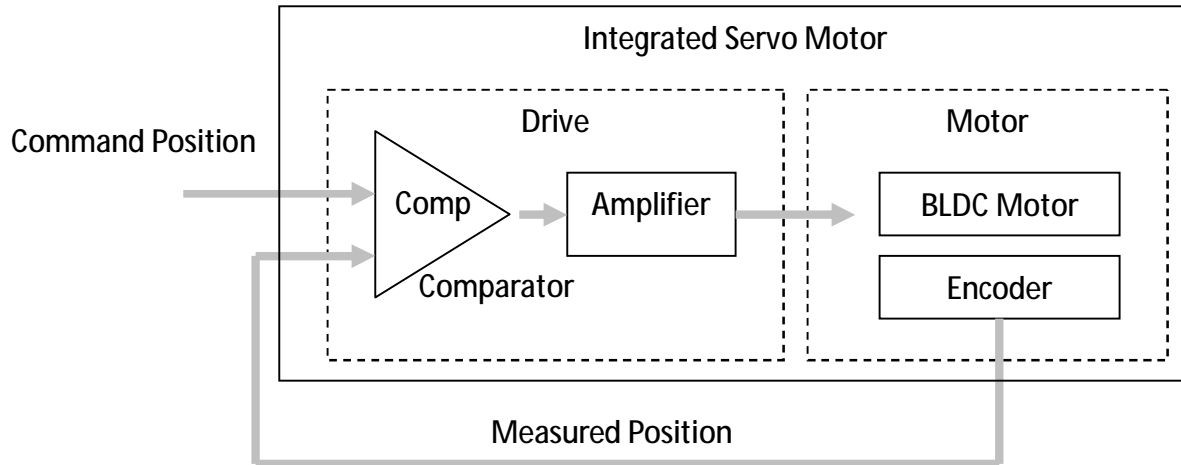 Integrated Servo Motor
Drive
Motor
Command Position
Comp
Amplifier
BLDC Motor
Comparator
Encoder
Measured Position